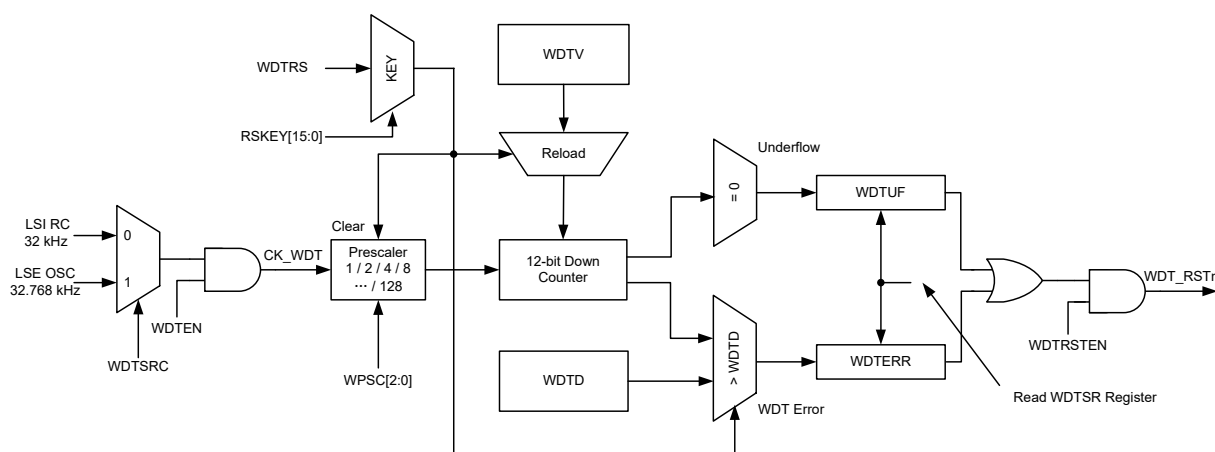 WDTV
WDTRS
KEY
RSKEY[15:0]
Reload
Underflow
= 0
WDTUF
LSI RC
32 kHz
0
Clear
LSE OSC
32.768 kHz
1
CK_WDT
Prescaler
1 / 2 / 4 / 8
... / 128
12-bit Down
Counter
WDT_RSTn
WDTEN
WDTSRC
WPSC[2:0]
WDTD
> WDTD
WDTERR
WDTRSTEN
WDT Error
Read WDTSR Register